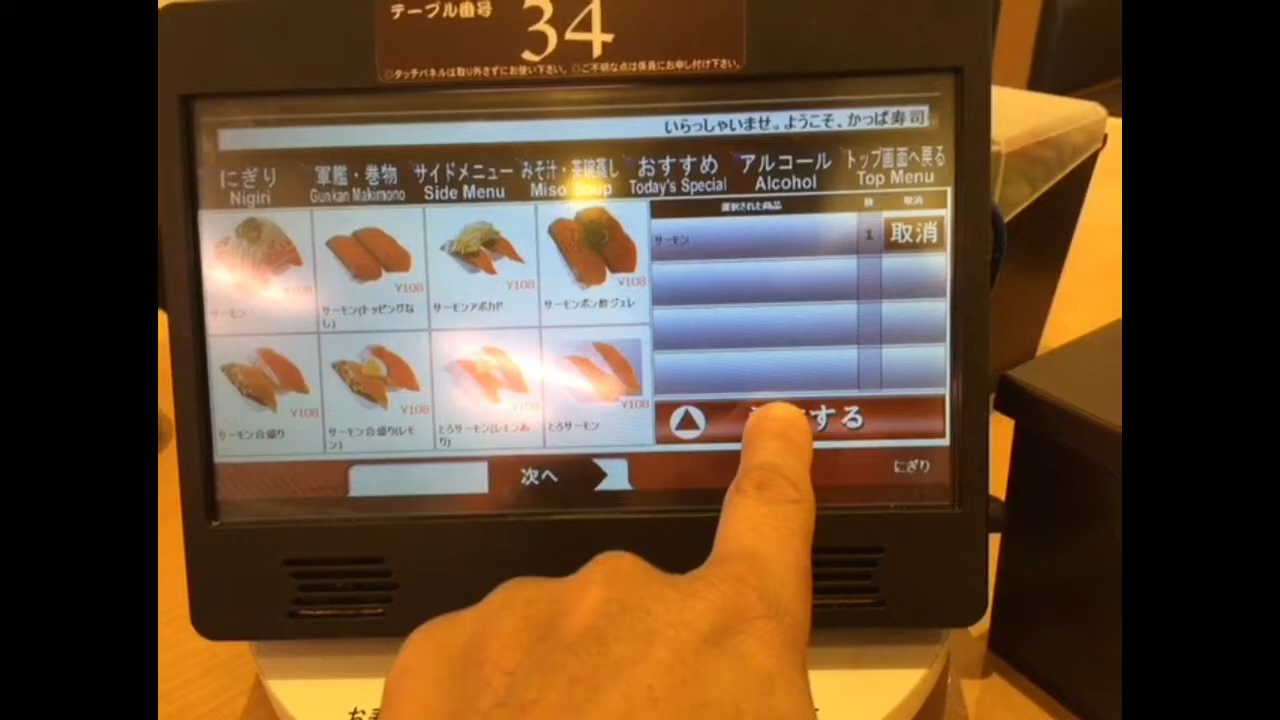 テーブル番号 34
◎タッチパネルは取り外さずにお使い下さい。◎ご不明な点は係員にお申し付け下さい。
いらっしゃいませ。ようこそ、かっぱ寿司
にぎり 軍艦・巻物 サイドメニュー みそ汁・茶碗蒸し おすすめ アルコール トップ画面へ戻る
Nigiri Gunkan Makimono Side Menu Miso Soup Today's Special Alcohol Top Menu
選択された商品 数 取消
サーモン 1 取消
¥108 ¥108 ¥108
サーモン サーモン(トッピングなし) サーモンアボカド サーモンポン酢ジュレ
¥108 ¥108 ¥108 ¥108
サーモン合盛り サーモン合盛り(レモン) とろサーモン(レモンあり) とろサーモン
する
次へ
にぎり